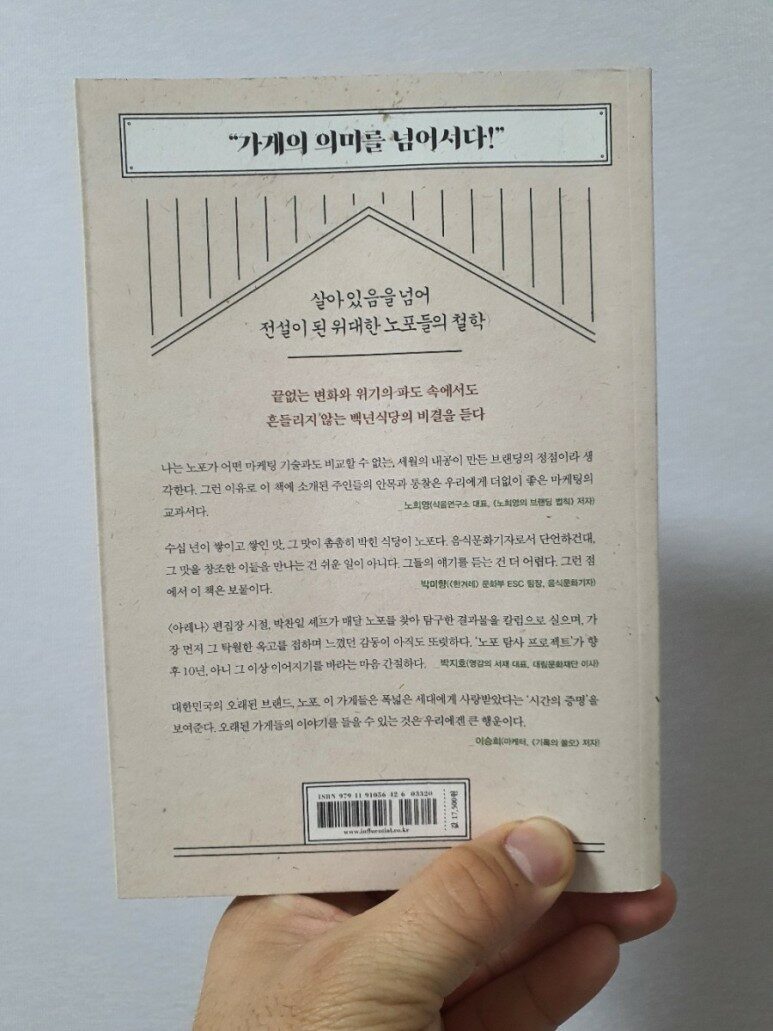 “가게의 의미를 넘어서다!”
살아 있음을 넘어
전설이 된 위대한 노포들의 철학
끝없는 변화와 위기의 파도 속에서도
흔들리지 않는 백년식당의 비결을 듣다
나는 노포가 어떤 마케팅 기술과도 비교할 수 없는, 세월의 내공이 만든 브랜딩의 정점이라 생
각한다. 그런 이유로 이 책에 소개된 주인들의 안목과 통찰은 우리에게 더없이 좋은 마케팅의
교과서다. _노희영(식음연구소 대표, 《노희영의 브랜딩 법칙》 저자)
수십 년이 쌓이고 쌓인 맛, 그 맛이 촘촘히 박힌 식당이 노포다. 음식문화기자로서 단언하건대,
그 맛을 창조한 이들을 만나는 건 쉬운 일이 아니다. 그들의 얘기를 듣는 건 더 어렵다. 그런 점
에서 이 책은 보물이다. _박미향(〈한겨레〉 문화부 ESC 팀장, 음식문화기자)
〈아레나〉 편집장 시절, 박찬일 셰프가 매달 노포를 찾아 탐구한 결과물을 칼럼으로 실으며, 가
장 먼저 그 탁월한 옥고를 접하며 느꼈던 감동이 아직도 또렷하다. ‘노포 탐사 프로젝트’가 향
후 10년, 아니 그 이상 이어지기를 바라는 마음 간절하다. _박지호(영감의 서재 대표, 대림문화재단 이사)
대한민국의 오래된 브랜드, 노포. 이 가게들은 폭넓은 세대에게 사랑받았다는 ‘시간의 증명’을
보여준다. 오래된 가게들의 이야기를 들을 수 있는 것은 우리에겐 큰 행운이다.
_이승희(마케터, 《기록의 쓸모》 저자)
ISBN 979 11 91056 42 6 03320
www.influential.co.kr
값 17,500원